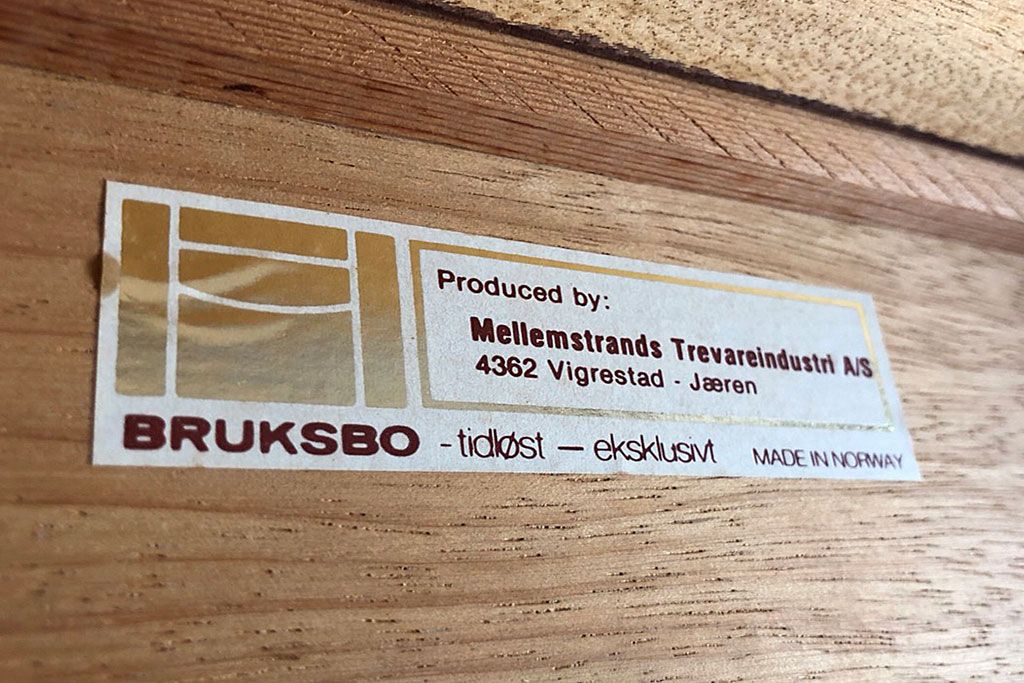 Produced by:
Mellemstrands Trevareindustri A/S
4362 Vigrestad - Jæren
BRUKSBO - tidløst — eksklusivt MADE IN NORWAY